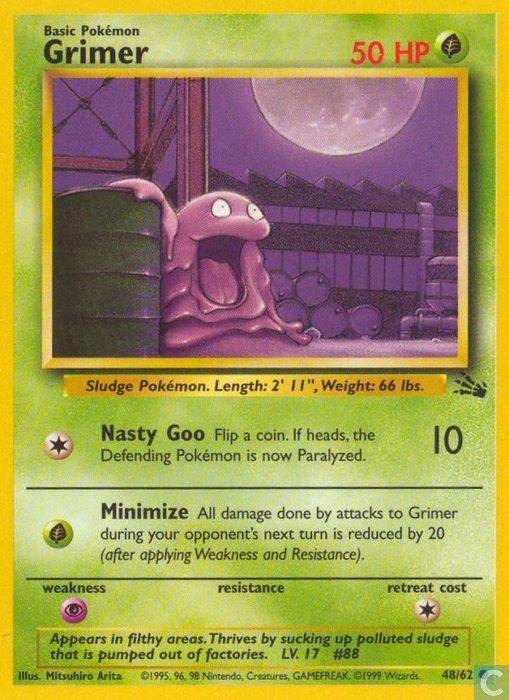 Basic Pokémon
Grimer 50 HP
Sludge Pokémon. Length: 2' 11", Weight: 66 lbs.
Nasty Goo Flip a coin. If heads, the 10
Defending Pokémon is now Paralyzed.
Minimize All damage done by attacks to Grimer
during your opponent's next turn is reduced by 20
(after applying Weakness and Resistance).
weakness resistance retreat cost
Appears in filthy areas. Thrives by sucking up polluted sludge
that is pumped out of factories. LV. 17 #88
Illus. Mitsuhiro Arita ©1995, 96, 98 Nintendo, Creatures, GAMEFREAK. ©1999 Wizards. 48/62
C